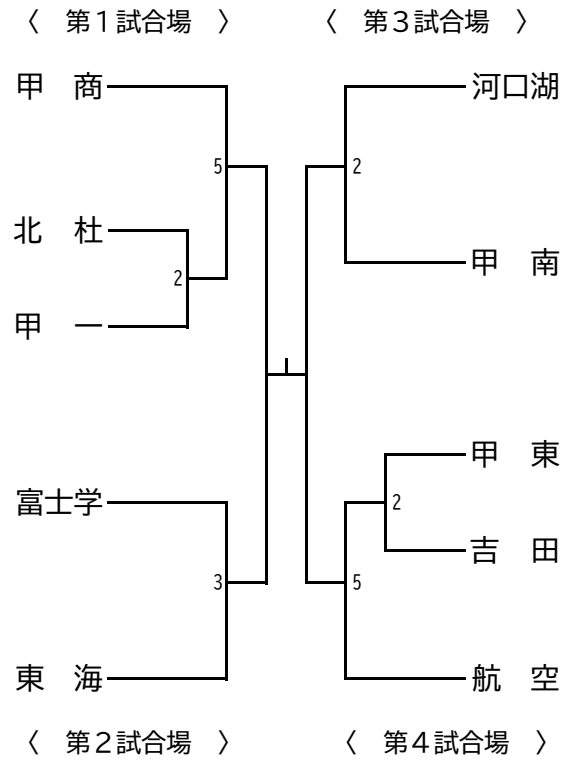 〈　第１試合場　〉
〈　第３試合場　〉
甲　商
河口湖
5
2
北　杜
甲　南
2
甲　一
甲　東
富士学
2
吉　田
3
5
東　海
航　空
〈　第２試合場　〉
〈　第４試合場　〉